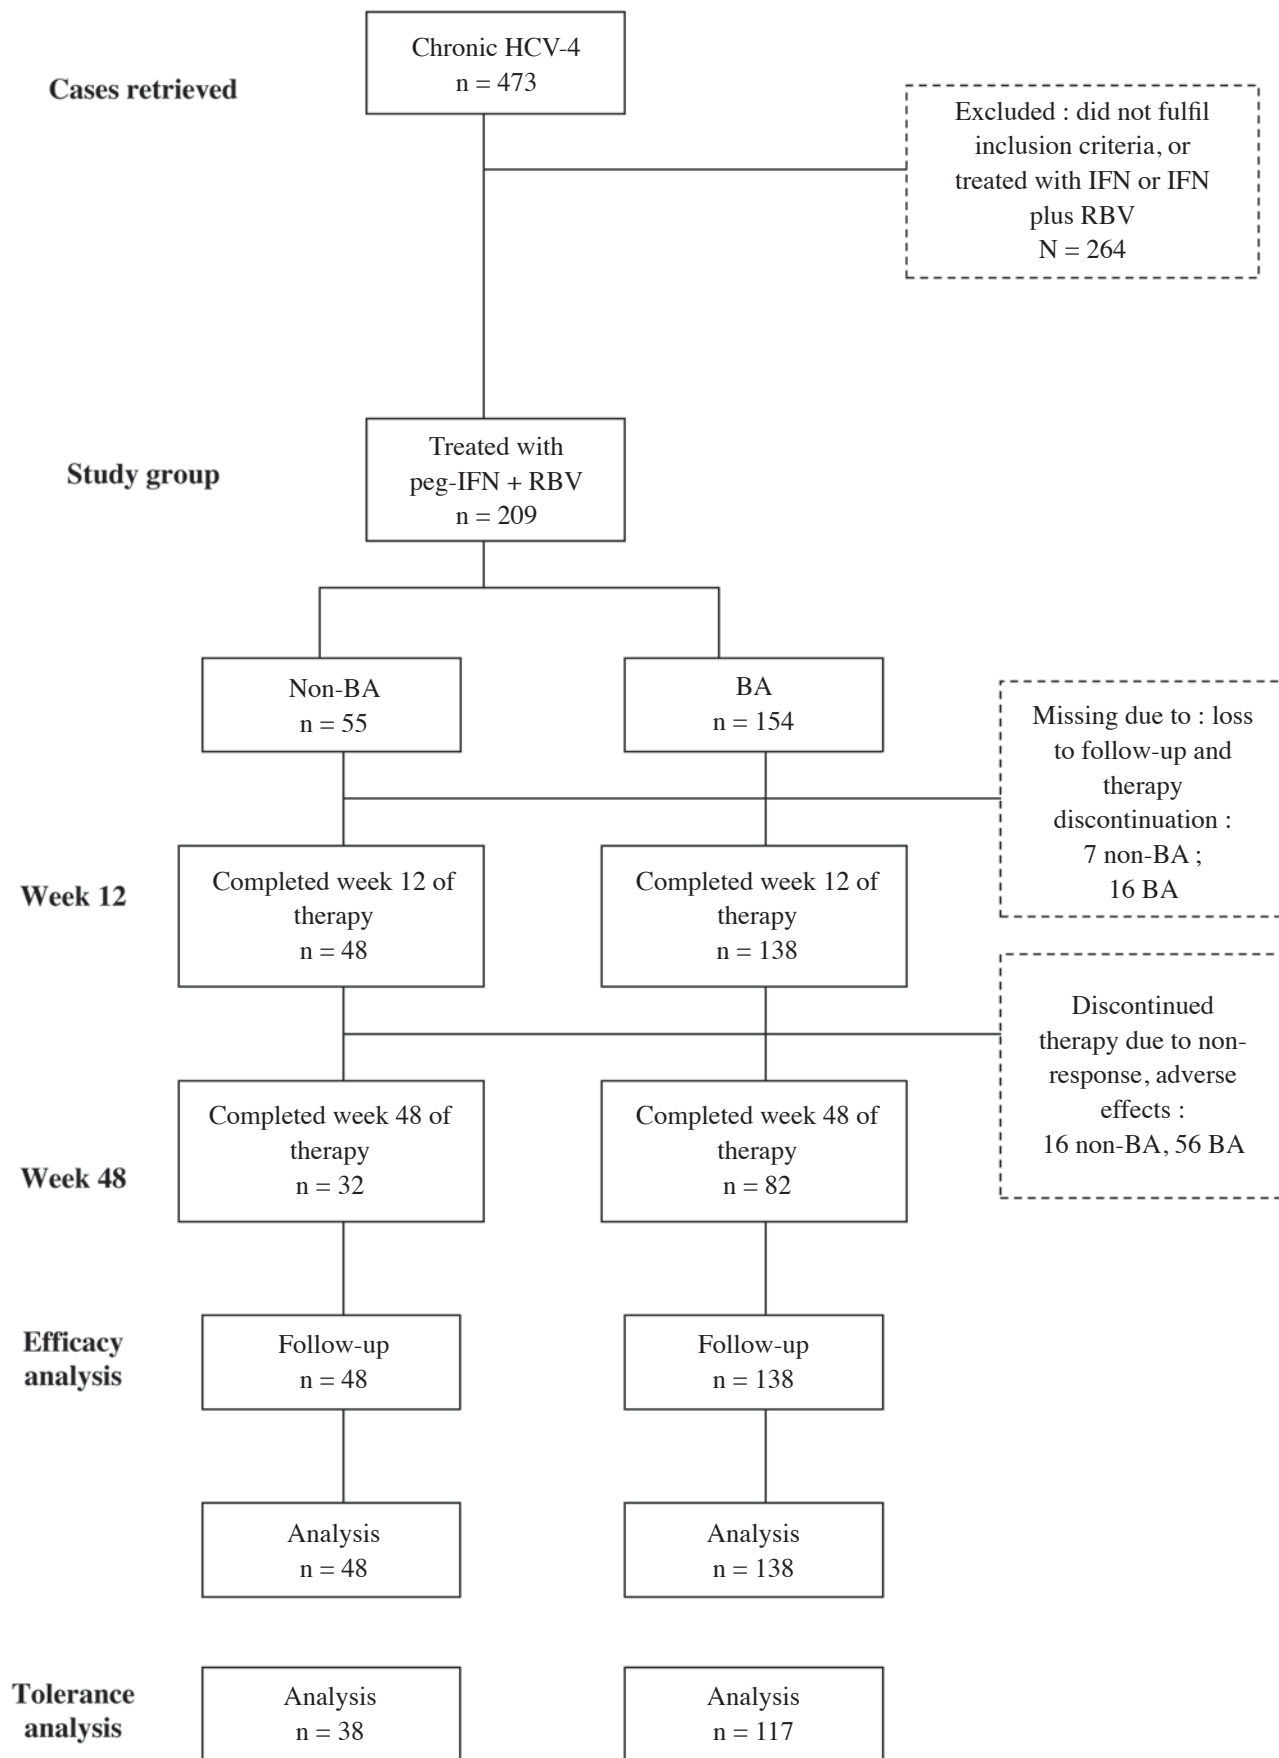 Cases retrieved
Chronic HCV-4
n = 473
Excluded : did not fulfil
inclusion criteria, or
treated with IFN or IFN
plus RBV
N = 264
Study group
Treated with
peg-IFN + RBV
n = 209
Non-BA
n = 55
BA
n = 154
Missing due to : loss
to follow-up and
therapy
discontinuation :
7 non-BA ;
16 BA
Week 12
Completed week 12 of
therapy
n = 48
Completed week 12 of
therapy
n = 138
Discontinued
therapy due to non-
response, adverse
effects :
16 non-BA, 56 BA
Week 48
Completed week 48 of
therapy
n = 32
Completed week 48 of
therapy
n = 82
Efficacy
analysis
Follow-up
n = 48
Follow-up
n = 138
Analysis
n = 48
Analysis
n = 138
Tolerance
analysis
Analysis
n = 38
Analysis
n = 117